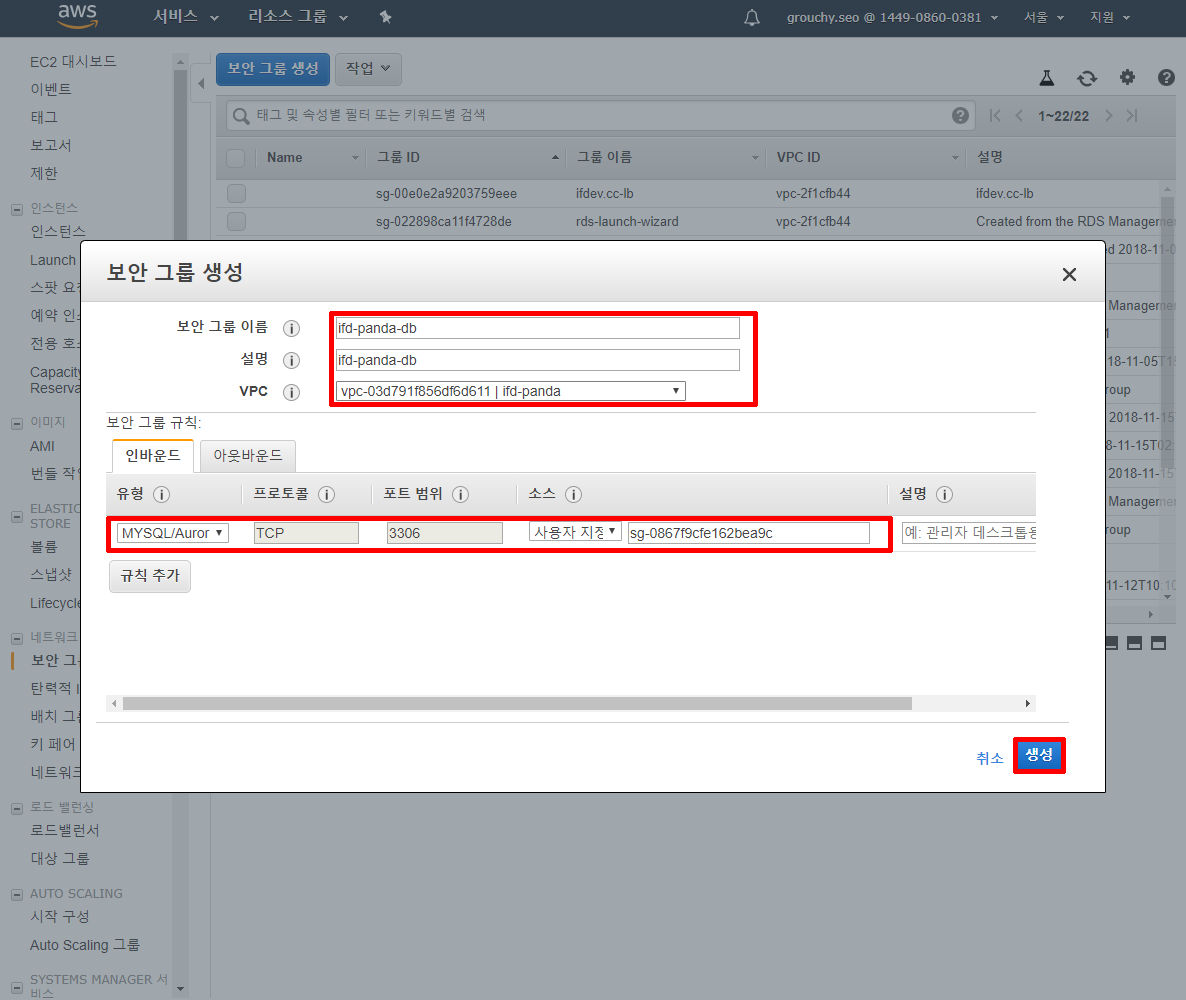 aws 서비스 리소스 그룹 grouchy.seo @ 1449-0860-0381 서울 지원
EC2 대시보드
이벤트
태그
보고서
제한
인스턴스
인스턴스
Launch
스팟
예약
전용
Capacity
Reserva
이미지
AMI
번들
ELASTIC
STORE
볼륨
스냅샷
Lifecycle
네트워크
보안
탄력적
배치
키 페어
네트워크
로드 밸런싱
로드밸런서
대상 그룹
AUTO SCALING
시작 구성
Auto Scaling 그룹
SYSTEMS MANAGER 서
비스
보안 그룹 생성 작업
태그 및 속성별 필터 또는 키워드별 검색 1~22/22
Name 그룹 ID 그룹 이름 VPC ID 설명
sg-00e0e2a9203759eee ifdev.cc-lb vpc-2f1cfb44 ifdev.cc-lb
sg-022898ca11f4728de rds-launch-wizard vpc-2f1cfb44 Created from the RDS Manageme
ed 2018-11-0
Manageme
18-11-05T1
roup
2018-11-15
8-11-15T02:
2018-11-15
Manageme
roup
11-12T10:10
보안 그룹 생성
보안 그룹 이름 ifd-panda-db
설명 ifd-panda-db
VPC vpc-03d791f856df6d611 | ifd-panda
보안 그룹 규칙:
인바운드 아웃바운드
유형 프로토콜 포트 범위 소스 설명
MYSQL/Auror TCP 3306 사용자 지정 sg-0867f9cfe162bea9c 예: 관리자 데스크톱용
규칙 추가
취소 생성